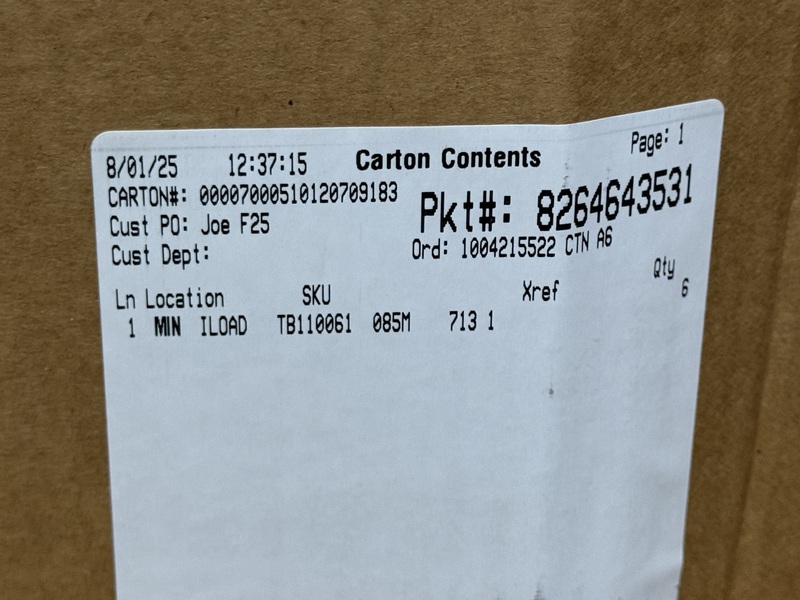 8/01/25 12:37:15 Carton Contents Page: 1
CARTON#: 00007000510120709183 Pkt#: 8264643531
Cust PO: Joe F25
Cust Dept: Ord: 1004215522 CTN A6
Ln Location SKU Xref Qty
1 MIN ILOAD TB110061 085M 713 1 6